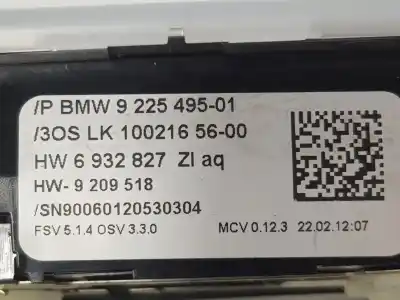 /P BMW 9 225 495-01
/3OS LK 100216 56-00
HW 6 932 827 ZI aq
HW- 9 209 518
/SN90060120530304
FSV 5.1.4 OSV 3.3.0 MCV 0.12.3 22.02.12:07